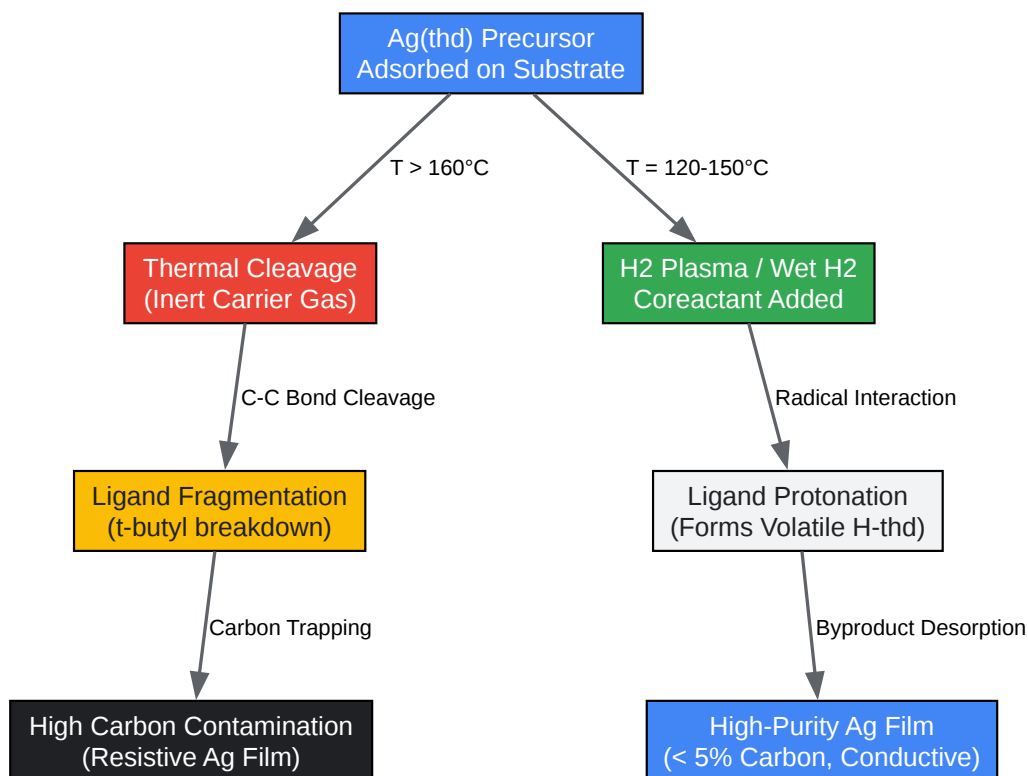 Ag(thd) Precursor
Adsorbed on Substrate
T > 160°C
T = 120-150°C
Thermal Cleavage
(Inert Carrier Gas)
H2 Plasma / Wet H2
Coreactant Added
C-C Bond Cleavage
Radical Interaction
Ligand Fragmentation
(t-butyl breakdown)
Ligand Protonation
(Forms Volatile H-thd)
Carbon Trapping
Byproduct Desorption
High Carbon Contamination
(Resistive Ag Film)
High-Purity Ag Film
(< 5% Carbon, Conductive)